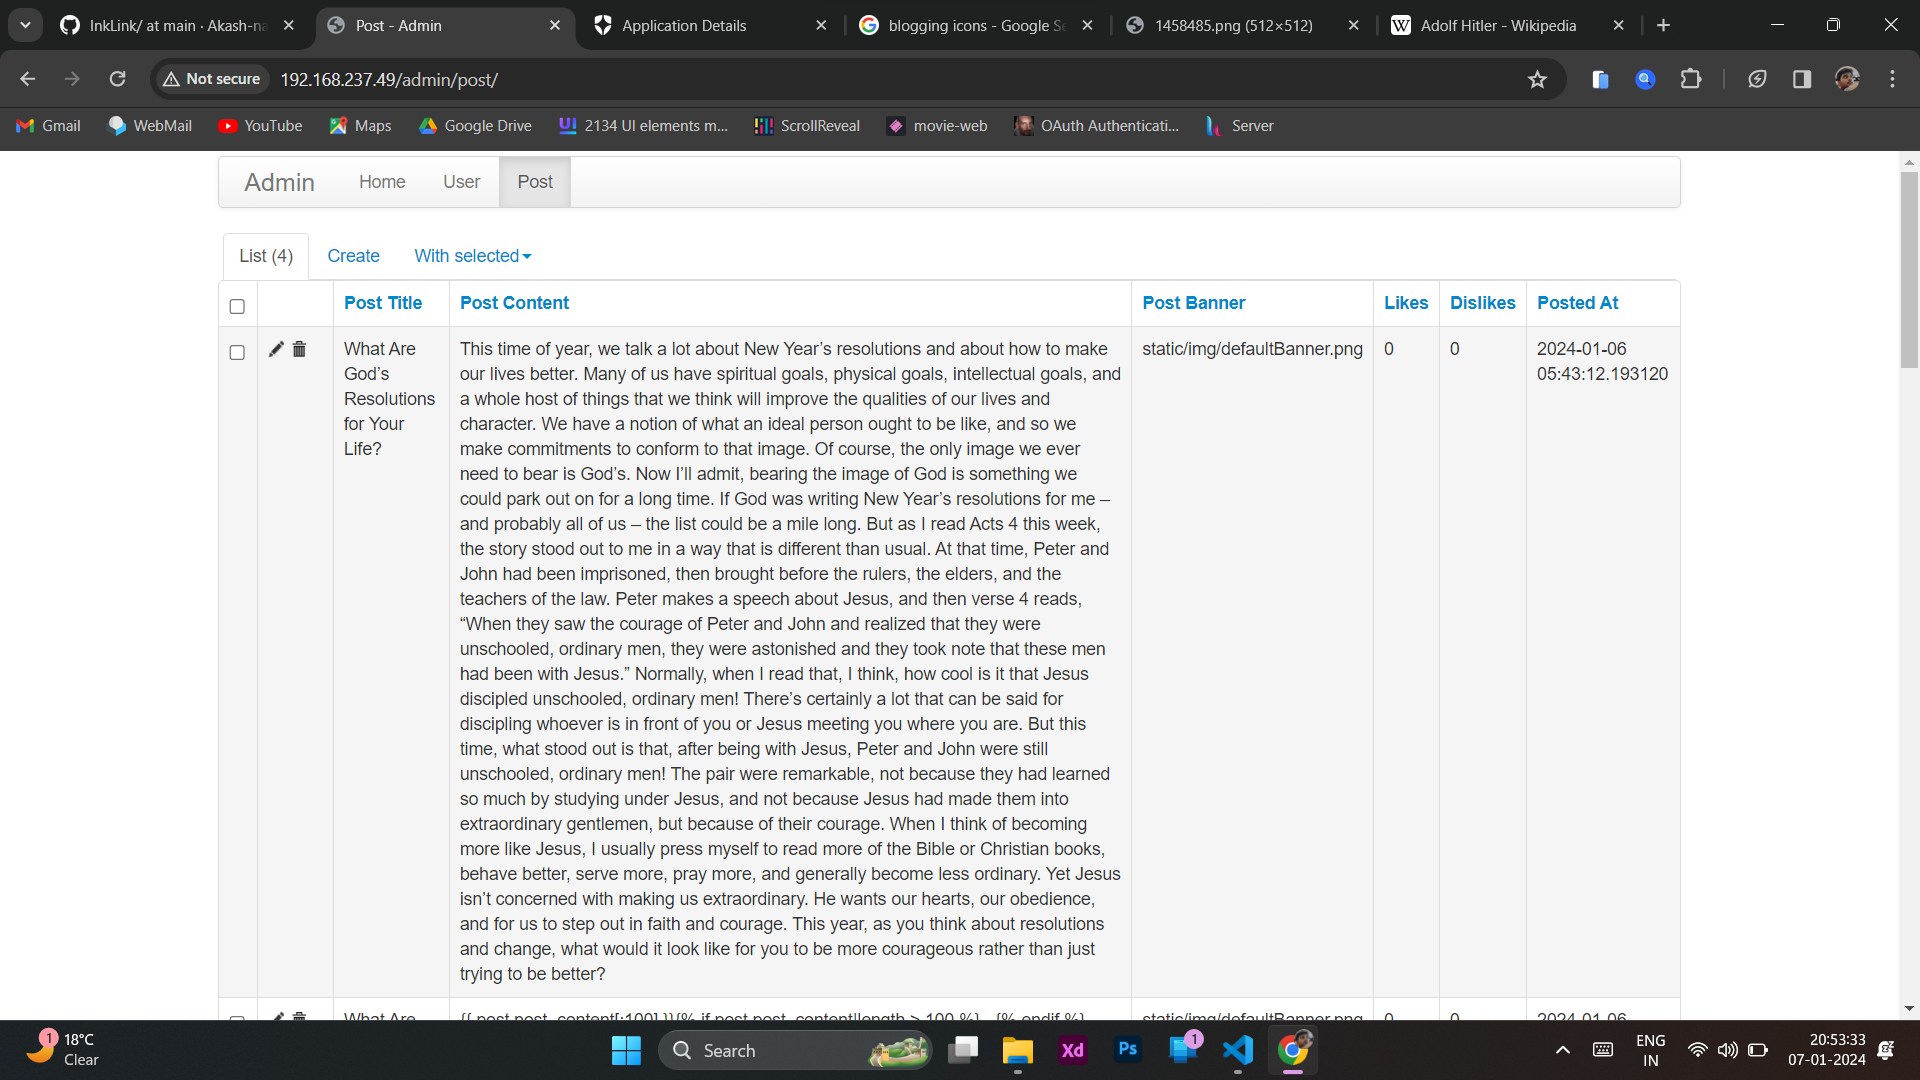 InkLink/ at main · Akash-na
Post - Admin
Application Details
blogging icons - Google Se
1458485.png (512×512)
Adolf Hitler - Wikipedia
Not secure
192.168.237.49/admin/post/
Gmail
WebMail
YouTube
Maps
Google Drive
2134 UI elements m...
ScrollReveal
movie-web
OAuth Authenticati...
Server
Admin
Home
User
Post
List (4)
Create
With selected
Post Title
Post Content
Post Banner
Likes
Dislikes
Posted At
What Are
God’s
Resolutions
for Your
Life?
This time of year, we talk a lot about New Year’s resolutions and about how to make
our lives better. Many of us have spiritual goals, physical goals, intellectual goals, and
a whole host of things that we think will improve the qualities of our lives and
character. We have a notion of what an ideal person ought to be like, and so we
make commitments to conform to that image. Of course, the only image we ever
need to bear is God’s. Now I’ll admit, bearing the image of God is something we
could park out on for a long time. If God was writing New Year’s resolutions for me –
and probably all of us – the list could be a mile long. But as I read Acts 4 this week,
the story stood out to me in a way that is different than usual. At that time, Peter and
John had been imprisoned, then brought before the rulers, the elders, and the
teachers of the law. Peter makes a speech about Jesus, and then verse 4 reads,
“When they saw the courage of Peter and John and realized that they were
unschooled, ordinary men, they were astonished and they took note that these men
had been with Jesus.” Normally, when I read that, I think, how cool is it that Jesus
discipled unschooled, ordinary men! There’s certainly a lot that can be said for
discipling whoever is in front of you or Jesus meeting you where you are. But this
time, what stood out is that, after being with Jesus, Peter and John were still
unschooled, ordinary men! The pair were remarkable, not because they had learned
so much by studying under Jesus, and not because Jesus had made them into
extraordinary gentlemen, but because of their courage. When I think of becoming
more like Jesus, I usually press myself to read more of the Bible or Christian books,
behave better, serve more, pray more, and generally become less ordinary. Yet Jesus
isn’t concerned with making us extraordinary. He wants our hearts, our obedience,
and for us to step out in faith and courage. This year, as you think about resolutions
and change, what would it look like for you to be more courageous rather than just
trying to be better?
static/img/defaultBanner.png
0
0
2024-01-06
05:43:12.193120
What Are
{{ post.post_content[:100] }}{% if post.post_content|length > 100 %}...{% endif %}
static/img/defaultBanner.png
0
0
2024-01-06
1
18°C
Clear
Search
Xd
Ps
1
ENG
IN
20:53:33
07-01-2024